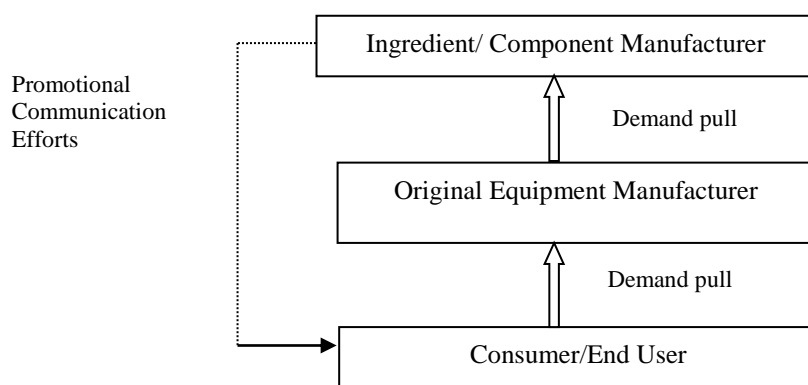 Ingredient/ Component Manufacturer
Promotional
Communication
Efforts
Demand pull
Original Equipment Manufacturer
Demand pull
Consumer/End User